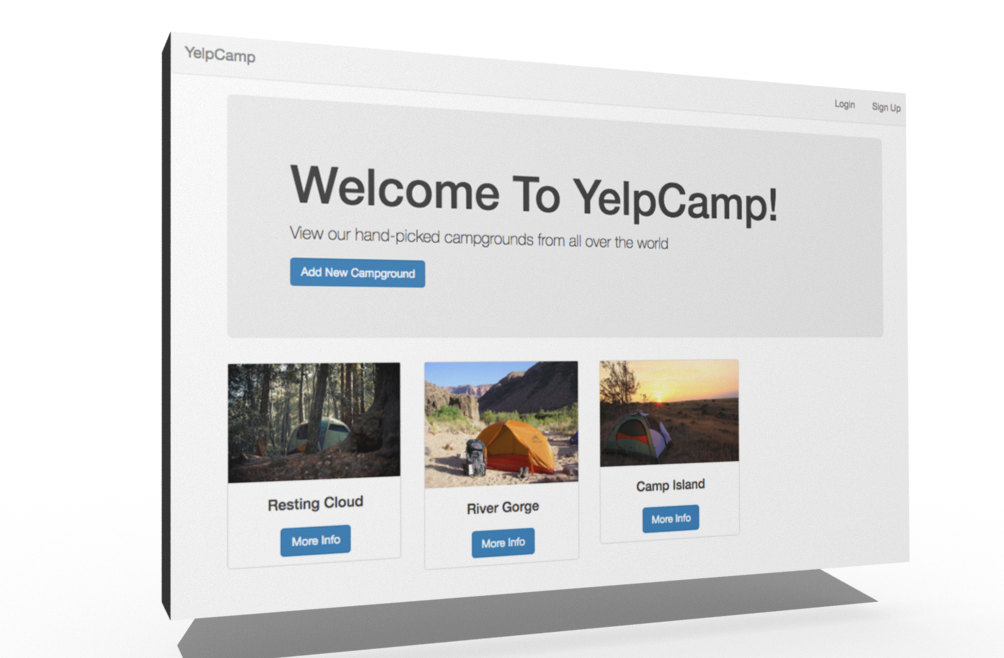 YelpCamp
Login Sign Up
Welcome To YelpCamp!
View our hand-picked campgrounds from all over the world
Add New Campground
Resting Cloud
River Gorge
Camp Island
More Info
More Info
More Info